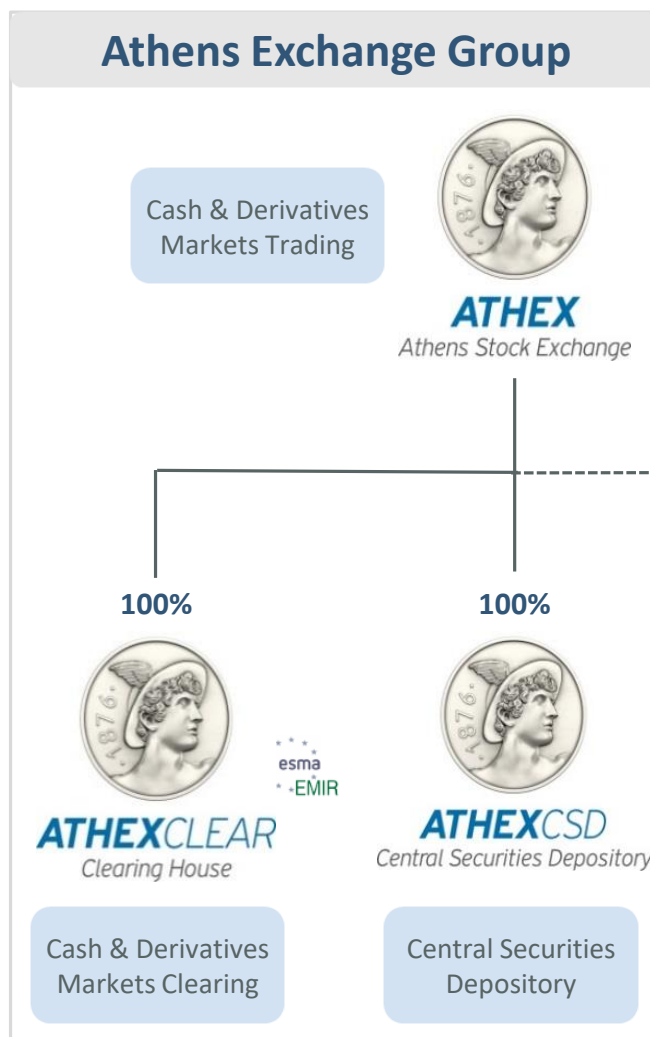 Athens Exchange Group
Cash & Derivatives
Markets Trading
·1876·
ATHEX
Athens Stock Exchange
100%
100%
·1876·
·1876·
esma
EMIR
ATHEXCLEAR
Clearing House
ATHEXCSD
Central Securities Depository
Cash & Derivatives
Markets Clearing
Central Securities
Depository